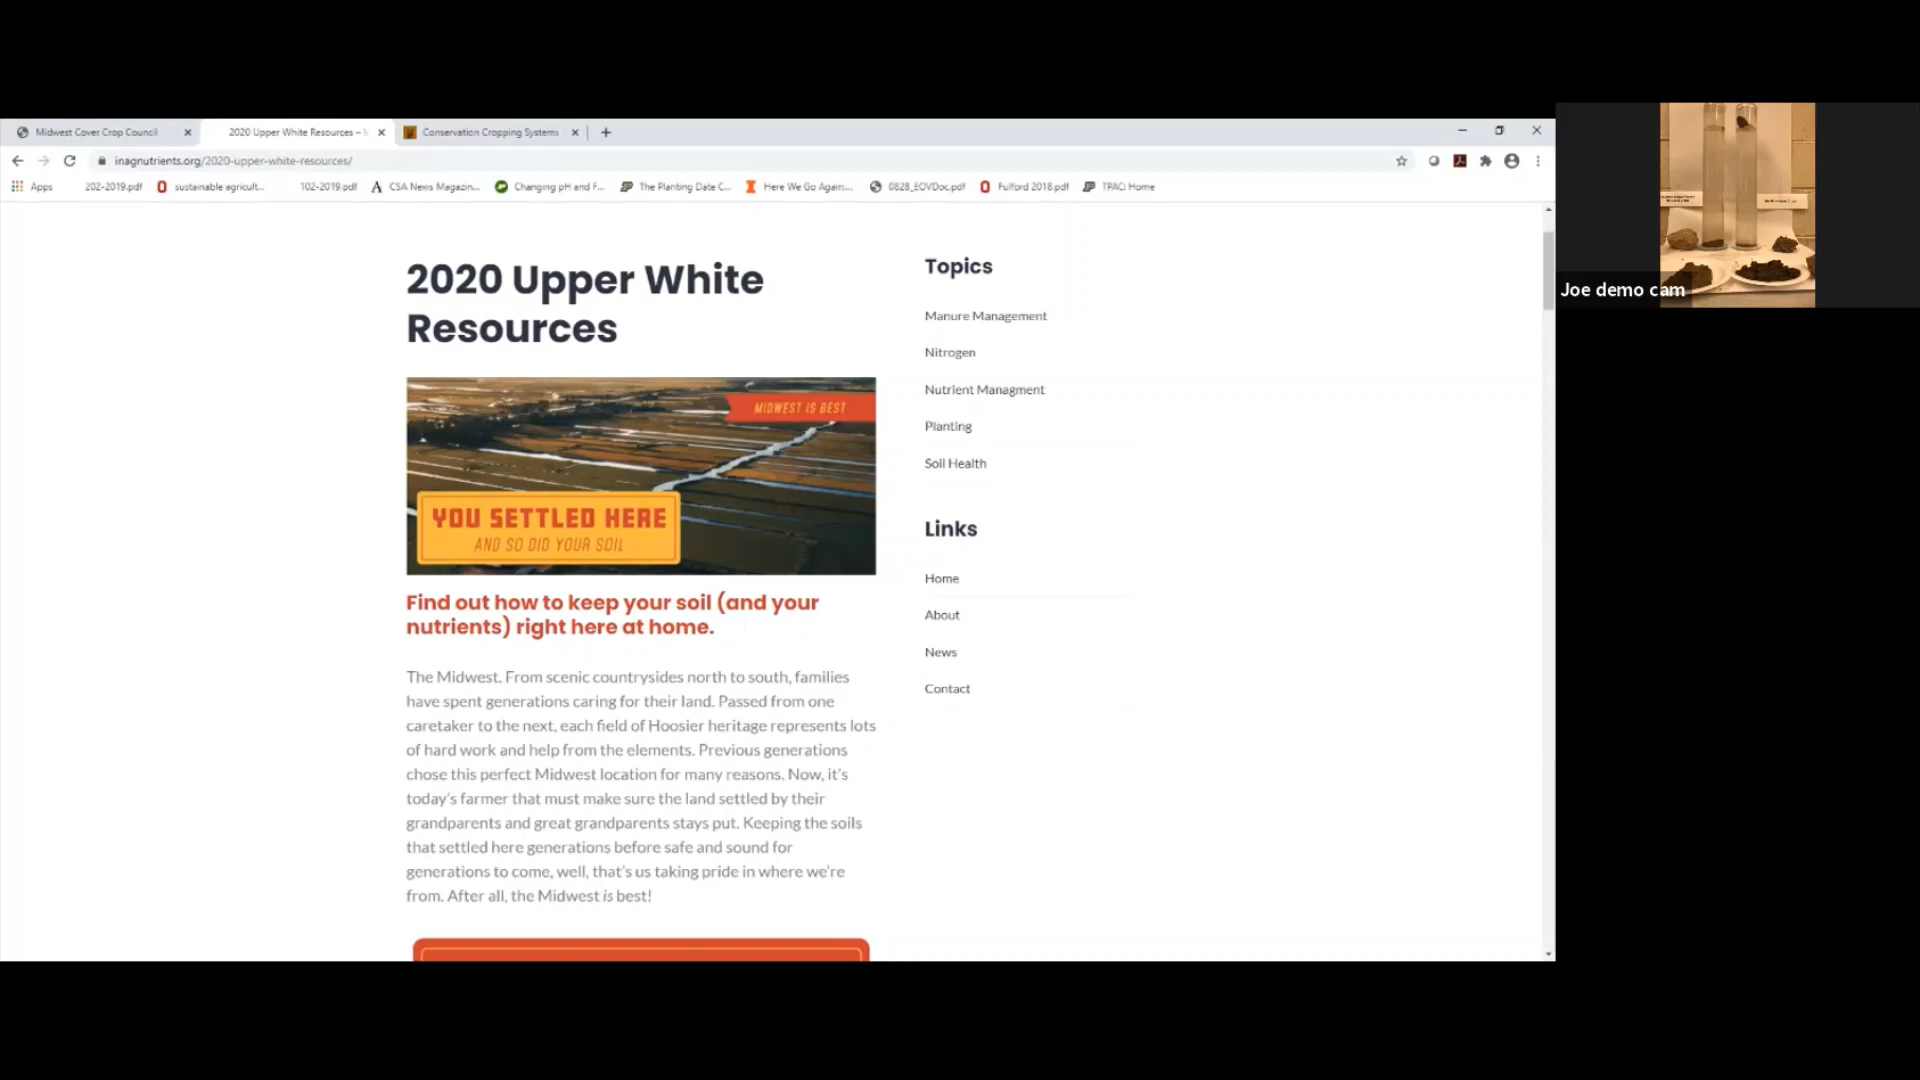 Midwest Cover Crop Council
2020 Upper White Resources –
Conservation Cropping Systems
inagnutrients.org/2020-upper-white-resources/
Apps
202-2019.pdf
sustainable agricult...
102-2019.pdf
CSA News Magazin...
Changing pH and F...
The Planting Date C...
Here We Go Again:...
0828_EOVDoc.pdf
Fulford 2018.pdf
TPAC: Home
2020 Upper White
Resources
MIDWEST IS BEST
YOU SETTLED HERE
AND SO DID YOUR SOIL
Find out how to keep your soil (and your
nutrients) right here at home.
The Midwest. From scenic countrysides north to south, families
have spent generations caring for their land. Passed from one
caretaker to the next, each field of Hoosier heritage represents lots
of hard work and help from the elements. Previous generations
chose this perfect Midwest location for many reasons. Now, it's
today's farmer that must make sure the land settled by their
grandparents and great grandparents stays put. Keeping the soils
that settled here generations before safe and sound for
generations to come, well, that's us taking pride in where we're
from. After all, the Midwest is best!
Topics
Manure Management
Nitrogen
Nutrient Managment
Planting
Soil Health
Links
Home
About
News
Contact
Joe demo cam